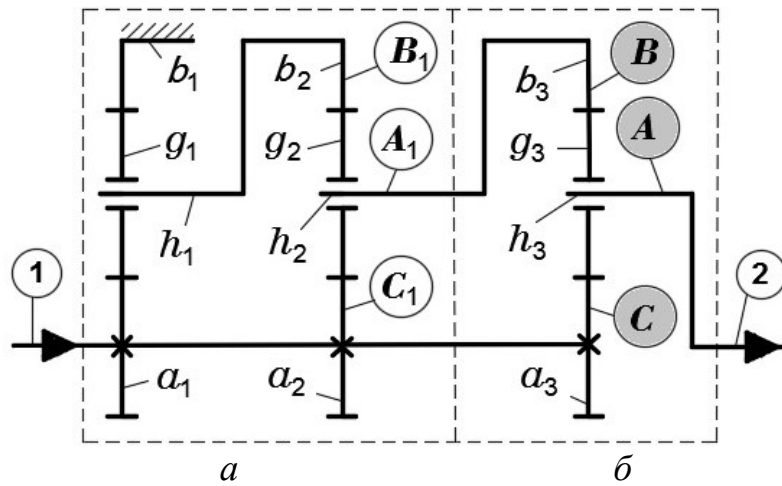 b₁
b₂
B₁
b₃
B
g₁
g₂
A₁
g₃
A
h₁
h₂
h₃
1
C₁
C
2
a₁
a₂
a₃
а
б